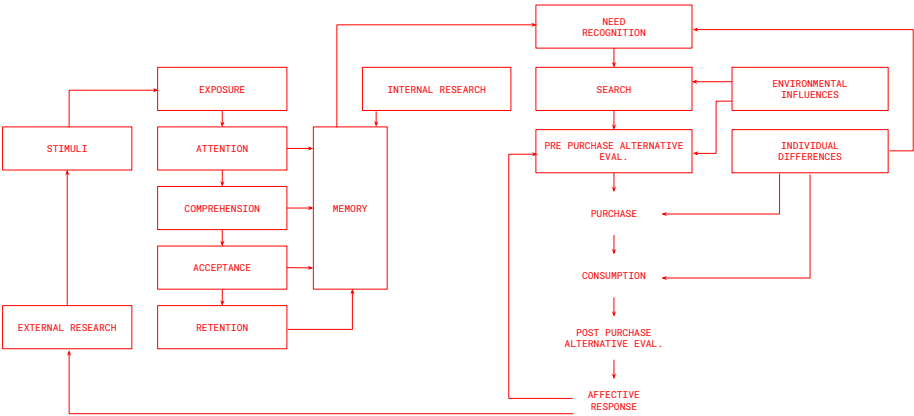 NEED
RECOGNITION
EXPOSURE
INTERNAL RESEARCH
SEARCH
ENVIRONMENTAL
INFLUENCES
STIMULI
ATTENTION
MEMORY
PRE PURCHASE ALTERNATIVE
EVAL.
INDIVIDUAL
DIFFERENCES
COMPREHENSION
PURCHASE
ACCEPTANCE
CONSUMPTION
EXTERNAL RESEARCH
RETENTION
POST PURCHASE
ALTERNATIVE EVAL.
AFFECTIVE
RESPONSE